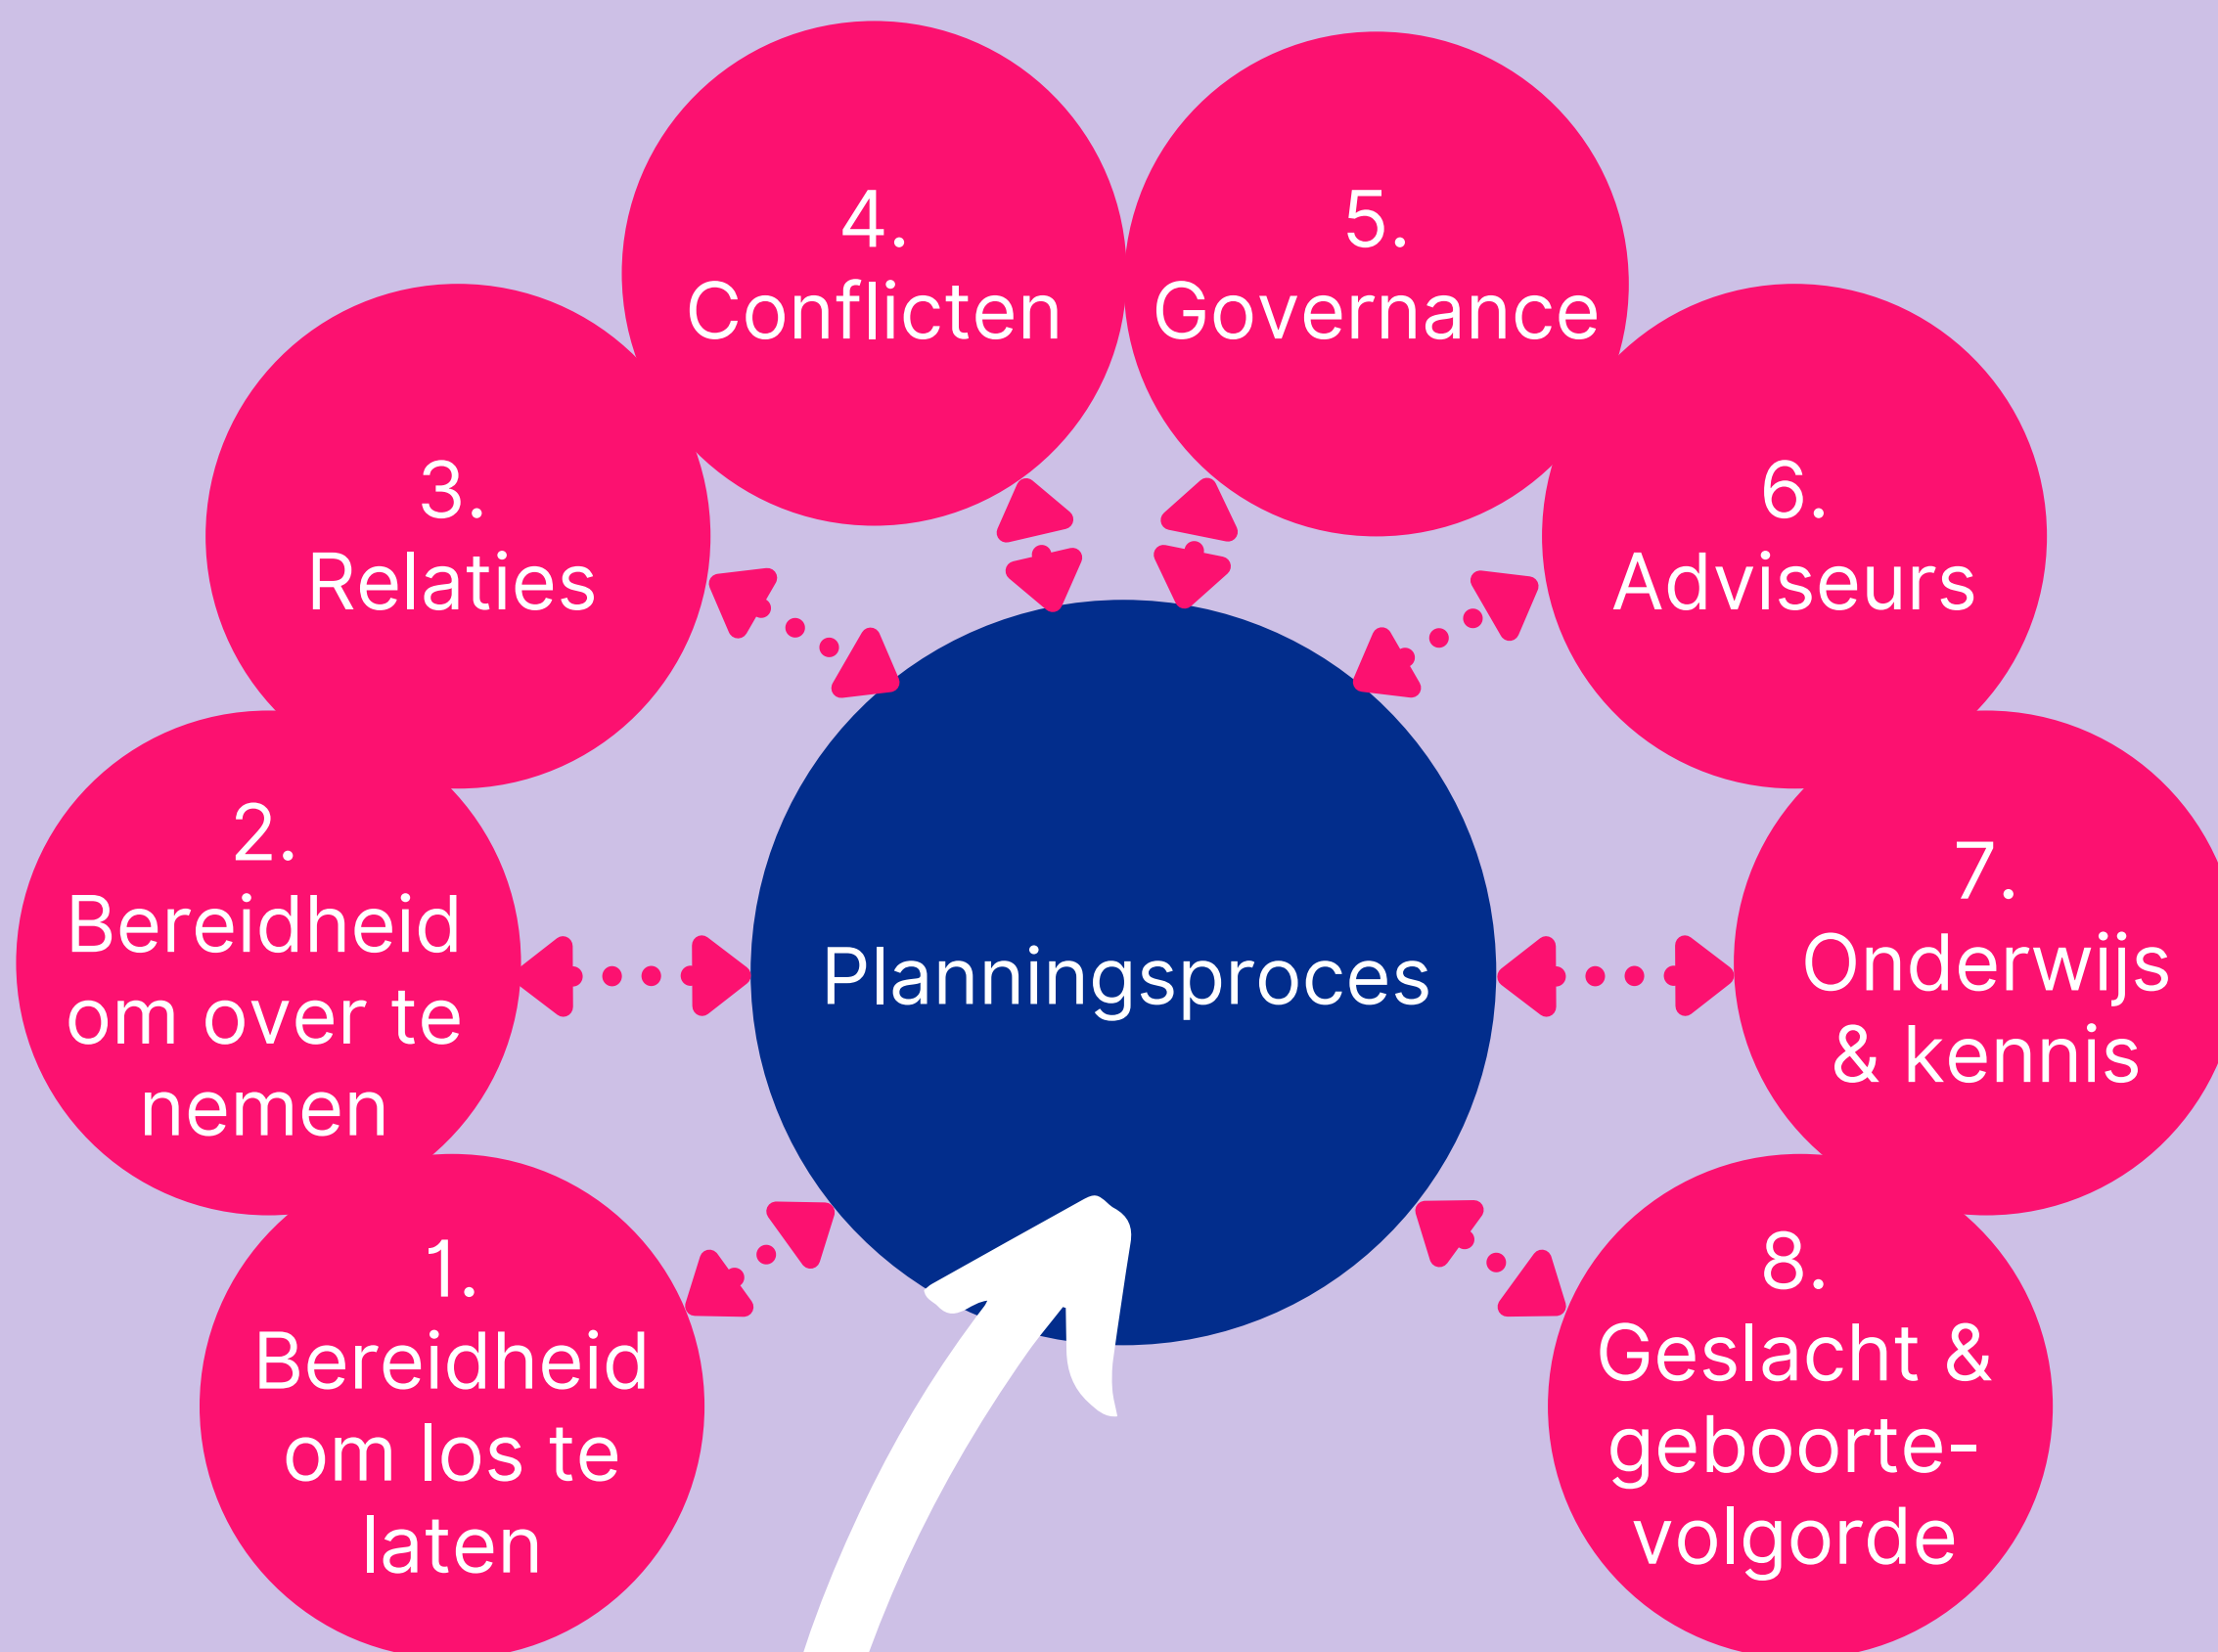 4.
Conflicten
5.
Governance
3.
Relaties
6.
Adviseurs
2.
Bereidheid
om over te
nemen
Planningsproces
7.
Onderwijs
& kennis
1.
Bereidheid
om los te
laten
8.
Geslacht &
geboorte-
volgorde